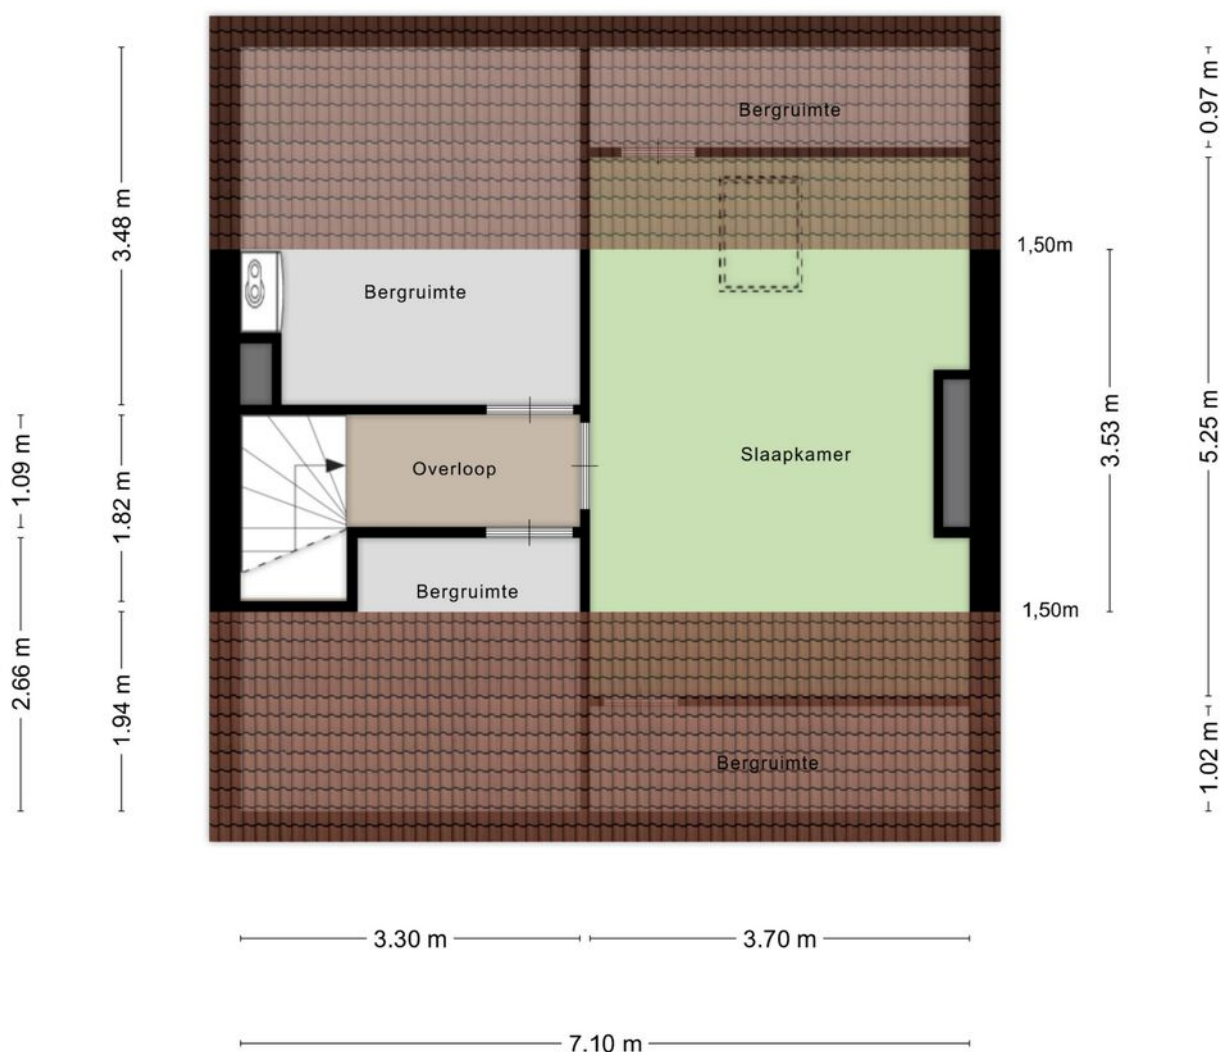 0.97 m
Bergruimte
3.48 m
1,50m
Bergruimte
3.53 m
5.25 m
1.09 m
1.82 m
Overloop
Slaapkamer
Bergruimte
1,50m
2.66 m
1.94 m
Bergruimte
1.02 m
3.30 m
3.70 m
7.10 m